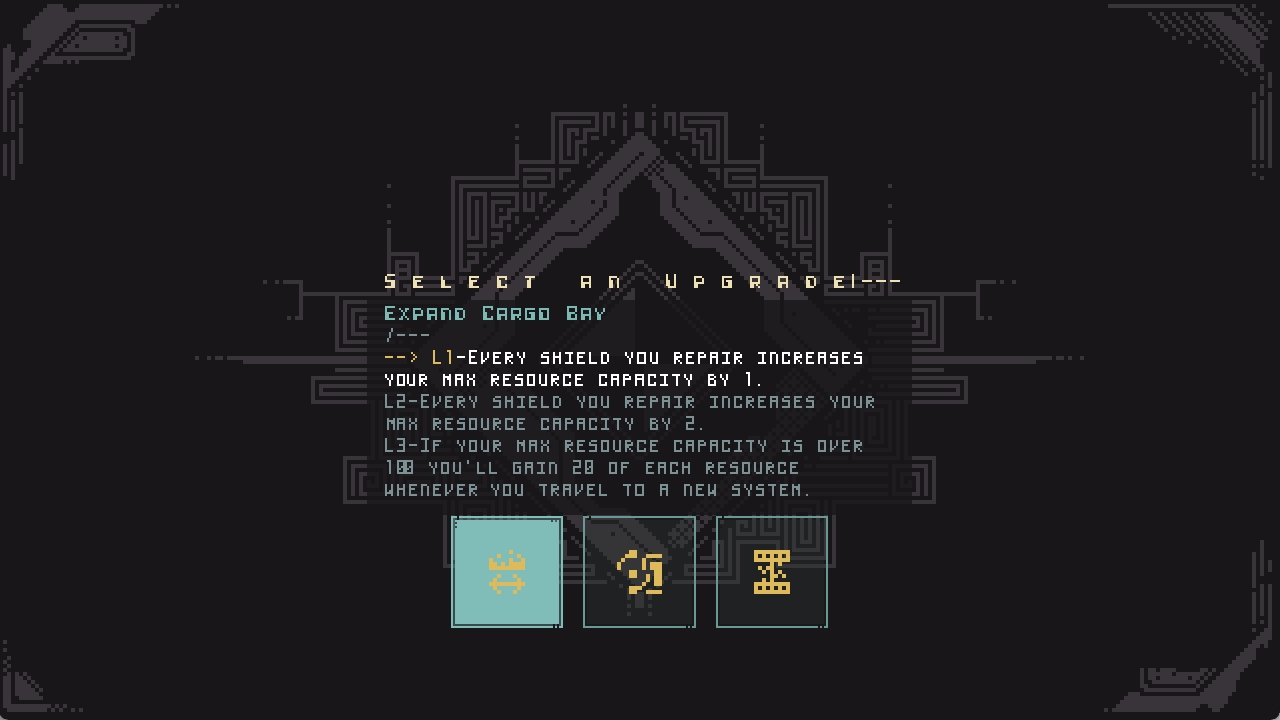 Select an Upgrade!---
Expand Cargo Bay
/---
--> L1-Every shield you repair increases
your max resource capacity by 1.
L2-Every shield you repair increases your
max resource capacity by 2.
L3-If your max resource capacity is over
100 you'll gain 20 of each resource
whenever you travel to a new system.